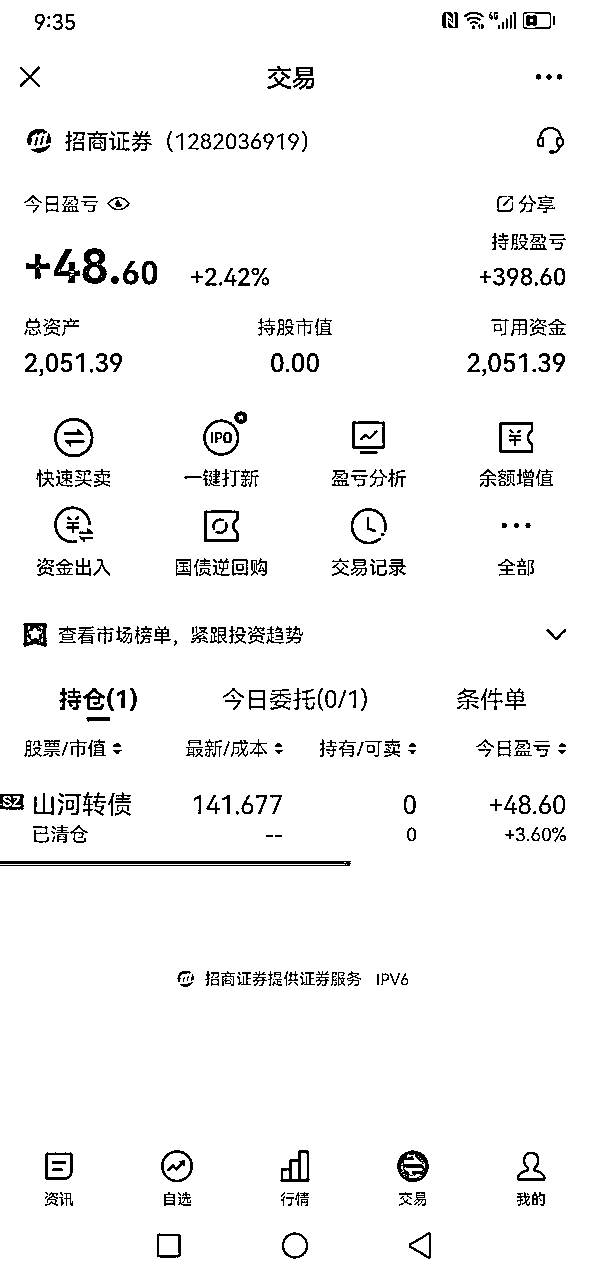 9:35
交易
招商证券（1282036919）
今日盈亏 分享
持股盈亏
+48.60 +2.42% +398.60
总资产 持股市值 可用资金
2,051.39 0.00 2,051.39
IPO ¥
快速买卖 一键打新 盈亏分析 余额增值
¥
资金出入 国债逆回购 交易记录 全部
查看市场榜单，紧跟投资趋势
持仓(1) 今日委托(0/1) 条件单
股票/市值 最新/成本 持有/可卖 今日盈亏
SZ 山河转债 141.677 0 +48.60
已清仓 -- 0 +3.60%
招商证券提供证券服务 IPV6
资讯 自选 行情 交易 我的